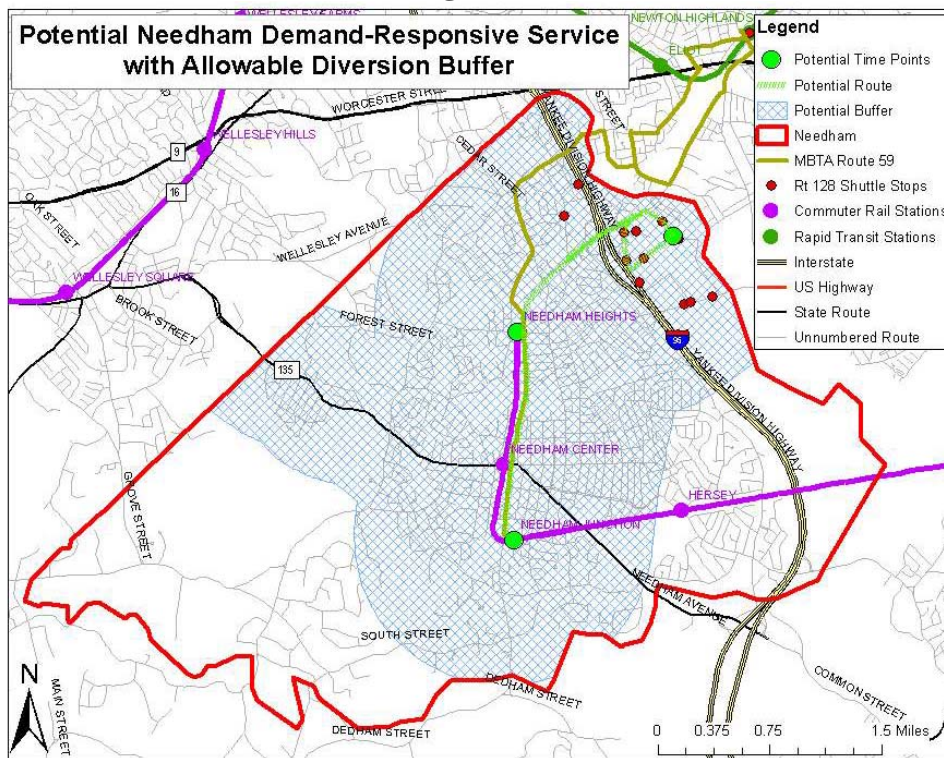 Potential Needham Demand-Responsive Service
with Allowable Diversion Buffer
Legend
Potential Time Points
Potential Route
Potential Buffer
Needham
MBTA Route 59
Rt 128 Shuttle Stops
Commuter Rail Stations
Rapid Transit Stations
Interstate
US Highway
State Route
Unnumbered Route
NEWTON HIGHLANDS
WORCESTER STREET
STREET
WELLESLEY HILLS
9
16
OAK STREET
CEDAR STREET
YANKEE DIVISION HIGHWAY
WELLESLEY AVENUE
WELLESLEY SQUARE
BROOK STREET
FOREST STREET
NEEDHAM HEIGHTS
95
135
YANKEE DIVISION HIGHWAY
NEEDHAM CENTER
GROVE STREET
HERSEY
NEEDHAM JUNCTION
NEEDHAM AVENUE
SOUTH STREET
N
MAIN STREET
DEDHAM STREET
COMMON STREET
DEDHAM STREET
0 0.375 0.75 1.5 Miles